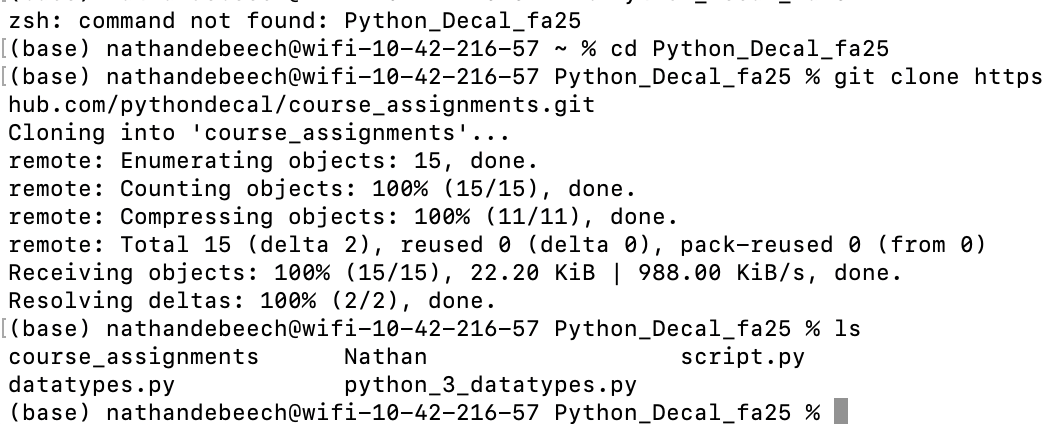 zsh: command not found: Python_Decal_fa25
[(base) nathandebeech@wifi-10-42-216-57 ~ % cd Python_Decal_fa25
[(base) nathandebeech@wifi-10-42-216-57 Python_Decal_fa25 % git clone https
hub.com/pythondecal/course_assignments.git
Cloning into 'course_assignments'...
remote: Enumerating objects: 15, done.
remote: Counting objects: 100% (15/15), done.
remote: Compressing objects: 100% (11/11), done.
remote: Total 15 (delta 2), reused 0 (delta 0), pack-reused 0 (from 0)
Receiving objects: 100% (15/15), 22.20 KiB | 988.00 KiB/s, done.
Resolving deltas: 100% (2/2), done.
[(base) nathandebeech@wifi-10-42-216-57 Python_Decal_fa25 % ls
course_assignments Nathan script.py
datatypes.py python_3_datatypes.py
(base) nathandebeech@wifi-10-42-216-57 Python_Decal_fa25 %